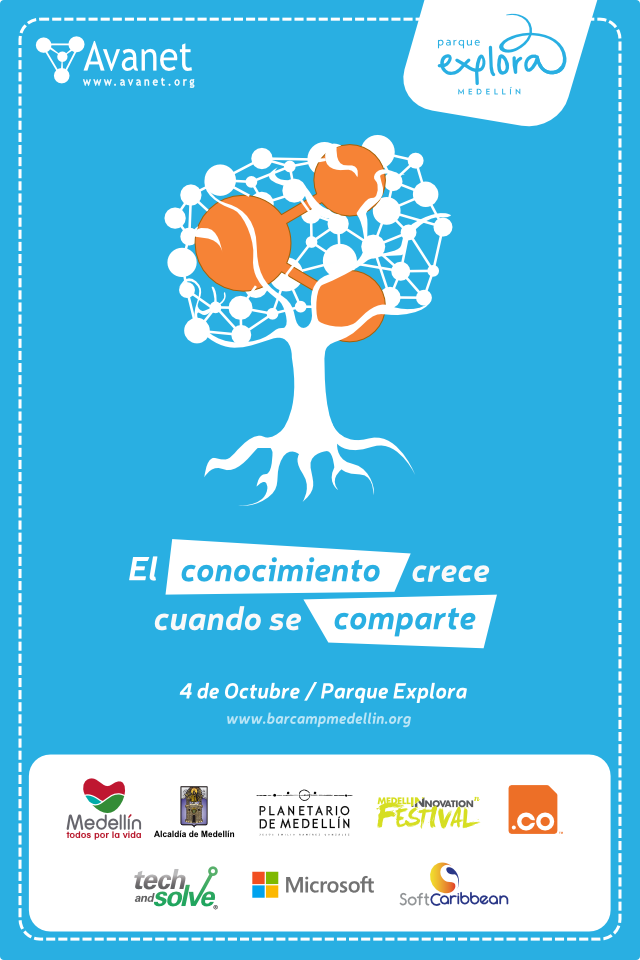 Avanet
www.avanet.org
parque
explora
MEDELLÍN
El conocimiento crece
cuando se comparte
4 de Octubre / Parque Explora
www.barcampmedellin.org
Medellín
todos por la vida
Alcaldía de Medellín
PLANETARIO
DE MEDELLÍN
MEDELLIN INNOVATION
FESTIVAL
.co
tech
and solve
Microsoft
SoftCaribbean